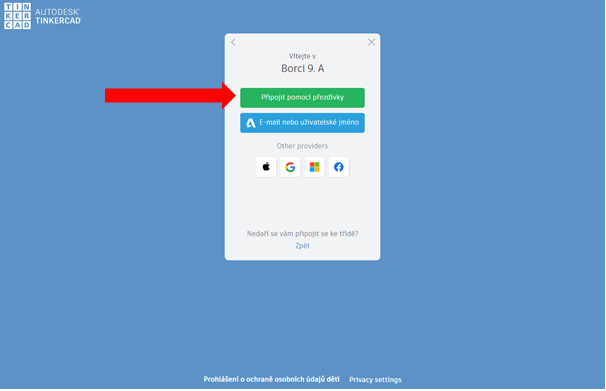 TIN
KER
CAD
AUTODESK®
TINKERCAD®
Vítejte v
Borci 9. A
Připojit pomocí přezdívky
E-mail nebo uživatelské jméno
Other providers
Nedaří se vám připojit se ke třídě?
Zpět
Prohlášení o ochraně osobních údajů dětí Privacy settings